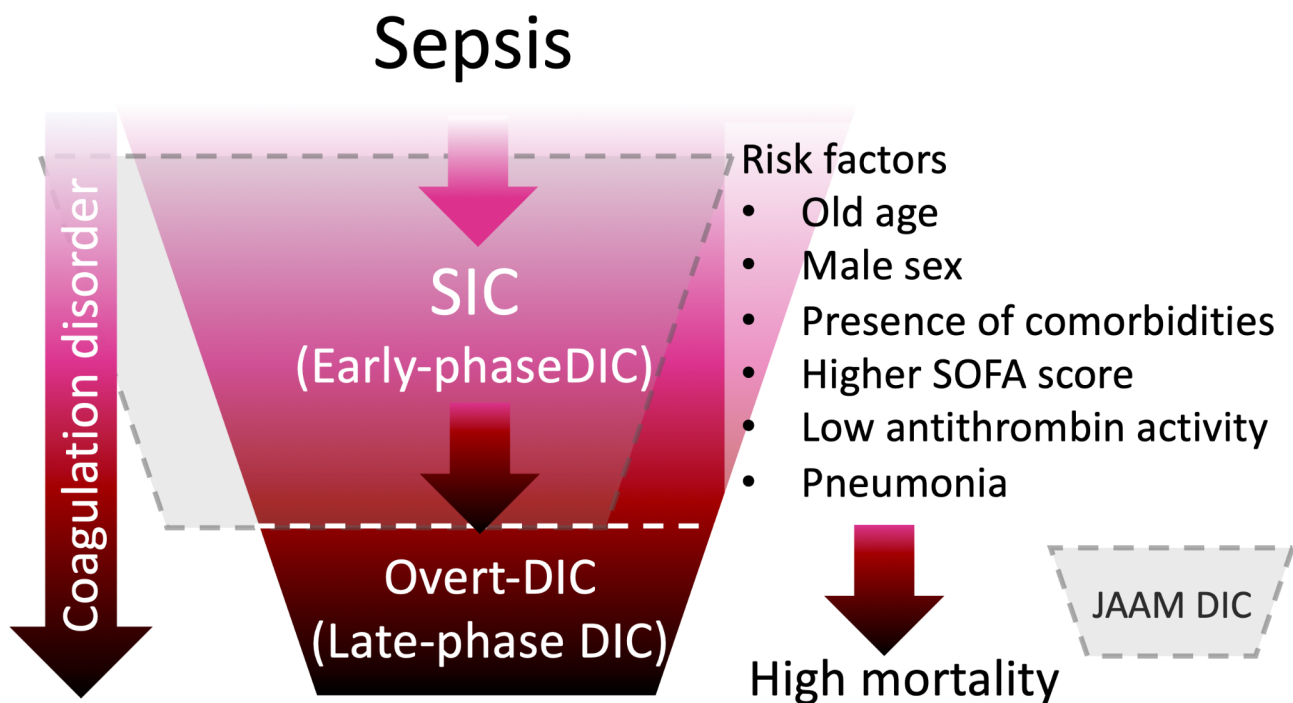 Sepsis
Coagulation disorder
SIC
(Early-phaseDIC)
Overt-DIC
(Late-phase DIC)
Risk factors
• Old age
• Male sex
• Presence of comorbidities
• Higher SOFA score
• Low antithrombin activity
• Pneumonia
High mortality
JAAM DIC